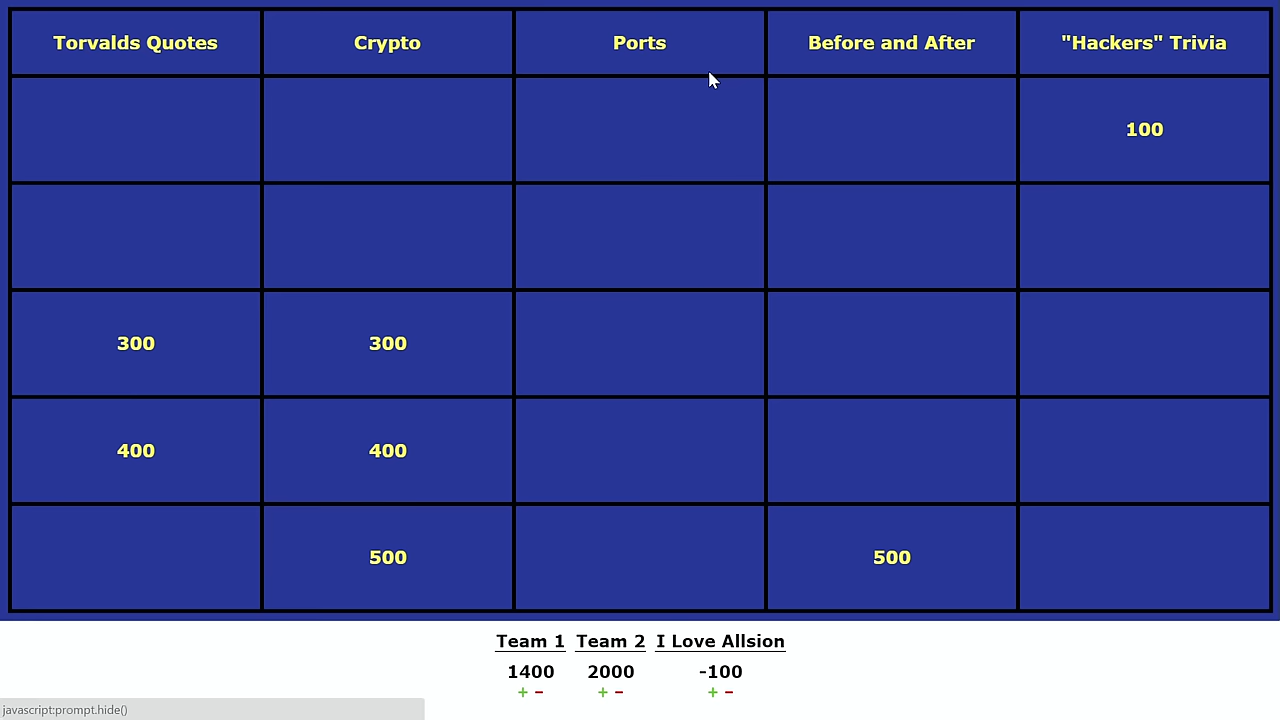 Torvalds Quotes Crypto Ports Before and After "Hackers" Trivia
100
300 300
400 400
500 500
Team 1 Team 2 I Love Allsion
1400 2000 -100
+ − + − + −
javascript:prompt.hide()